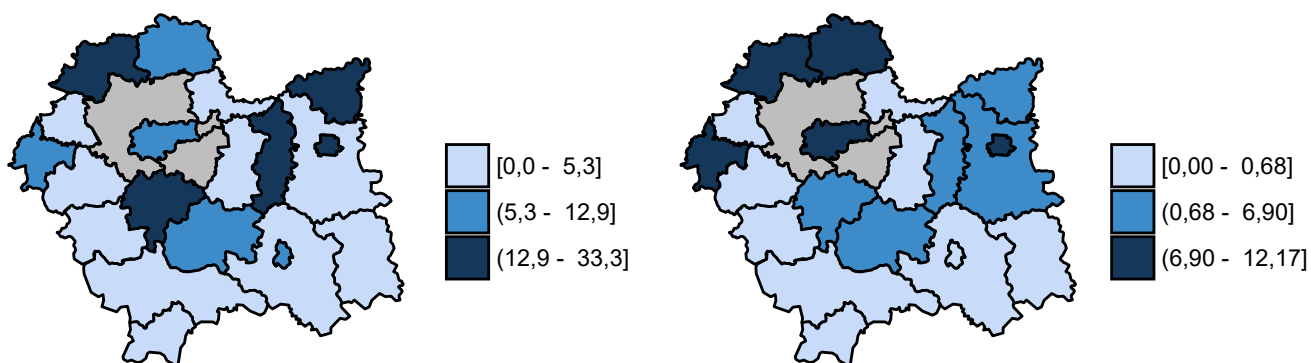 [0,0 - 5,3]
(5,3 - 12,9]
(12,9 - 33,3]
[0,00 - 0,68]
(0,68 - 6,90]
(6,90 - 12,17]